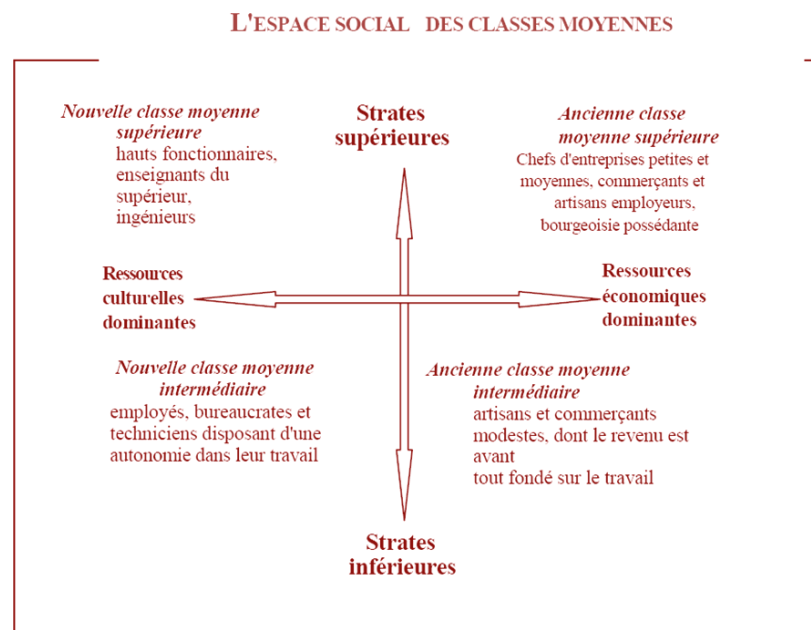 L'ESPACE SOCIAL DES CLASSES MOYENNES
Nouvelle classe moyenne
supérieure
hauts fonctionnaires,
enseignants du
supérieur,
ingénieurs
Strates
supérieures
Ancienne classe
moyenne supérieure
Chefs d'entreprises petites et
moyennes, commerçants et
artisans employeurs,
bourgeoisie possédante
Ressources
culturelles
dominantes
Ressources
économiques
dominantes
Nouvelle classe moyenne
intermédiaire
employés, bureaucrates et
techniciens disposant d'une
autonomie dans leur travail
Ancienne classe moyenne
intermédiaire
artisans et commerçants
modestes, dont le revenu est
avant
tout fondé sur le travail
Strates
inférieures